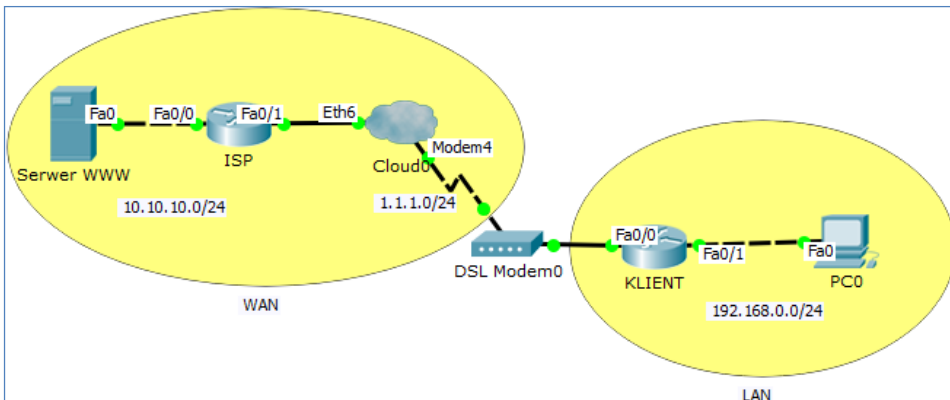 Fa0
Fa0/0
Fa0/1
Eth6
Serwer WWW
ISP
Cloud0
Modem4
10.10.10.0/24
1.1.1.0/24
WAN
DSL Modem0
Fa0/0
Fa0/1
Fa0
KLIENT
PC0
192.168.0.0/24
LAN